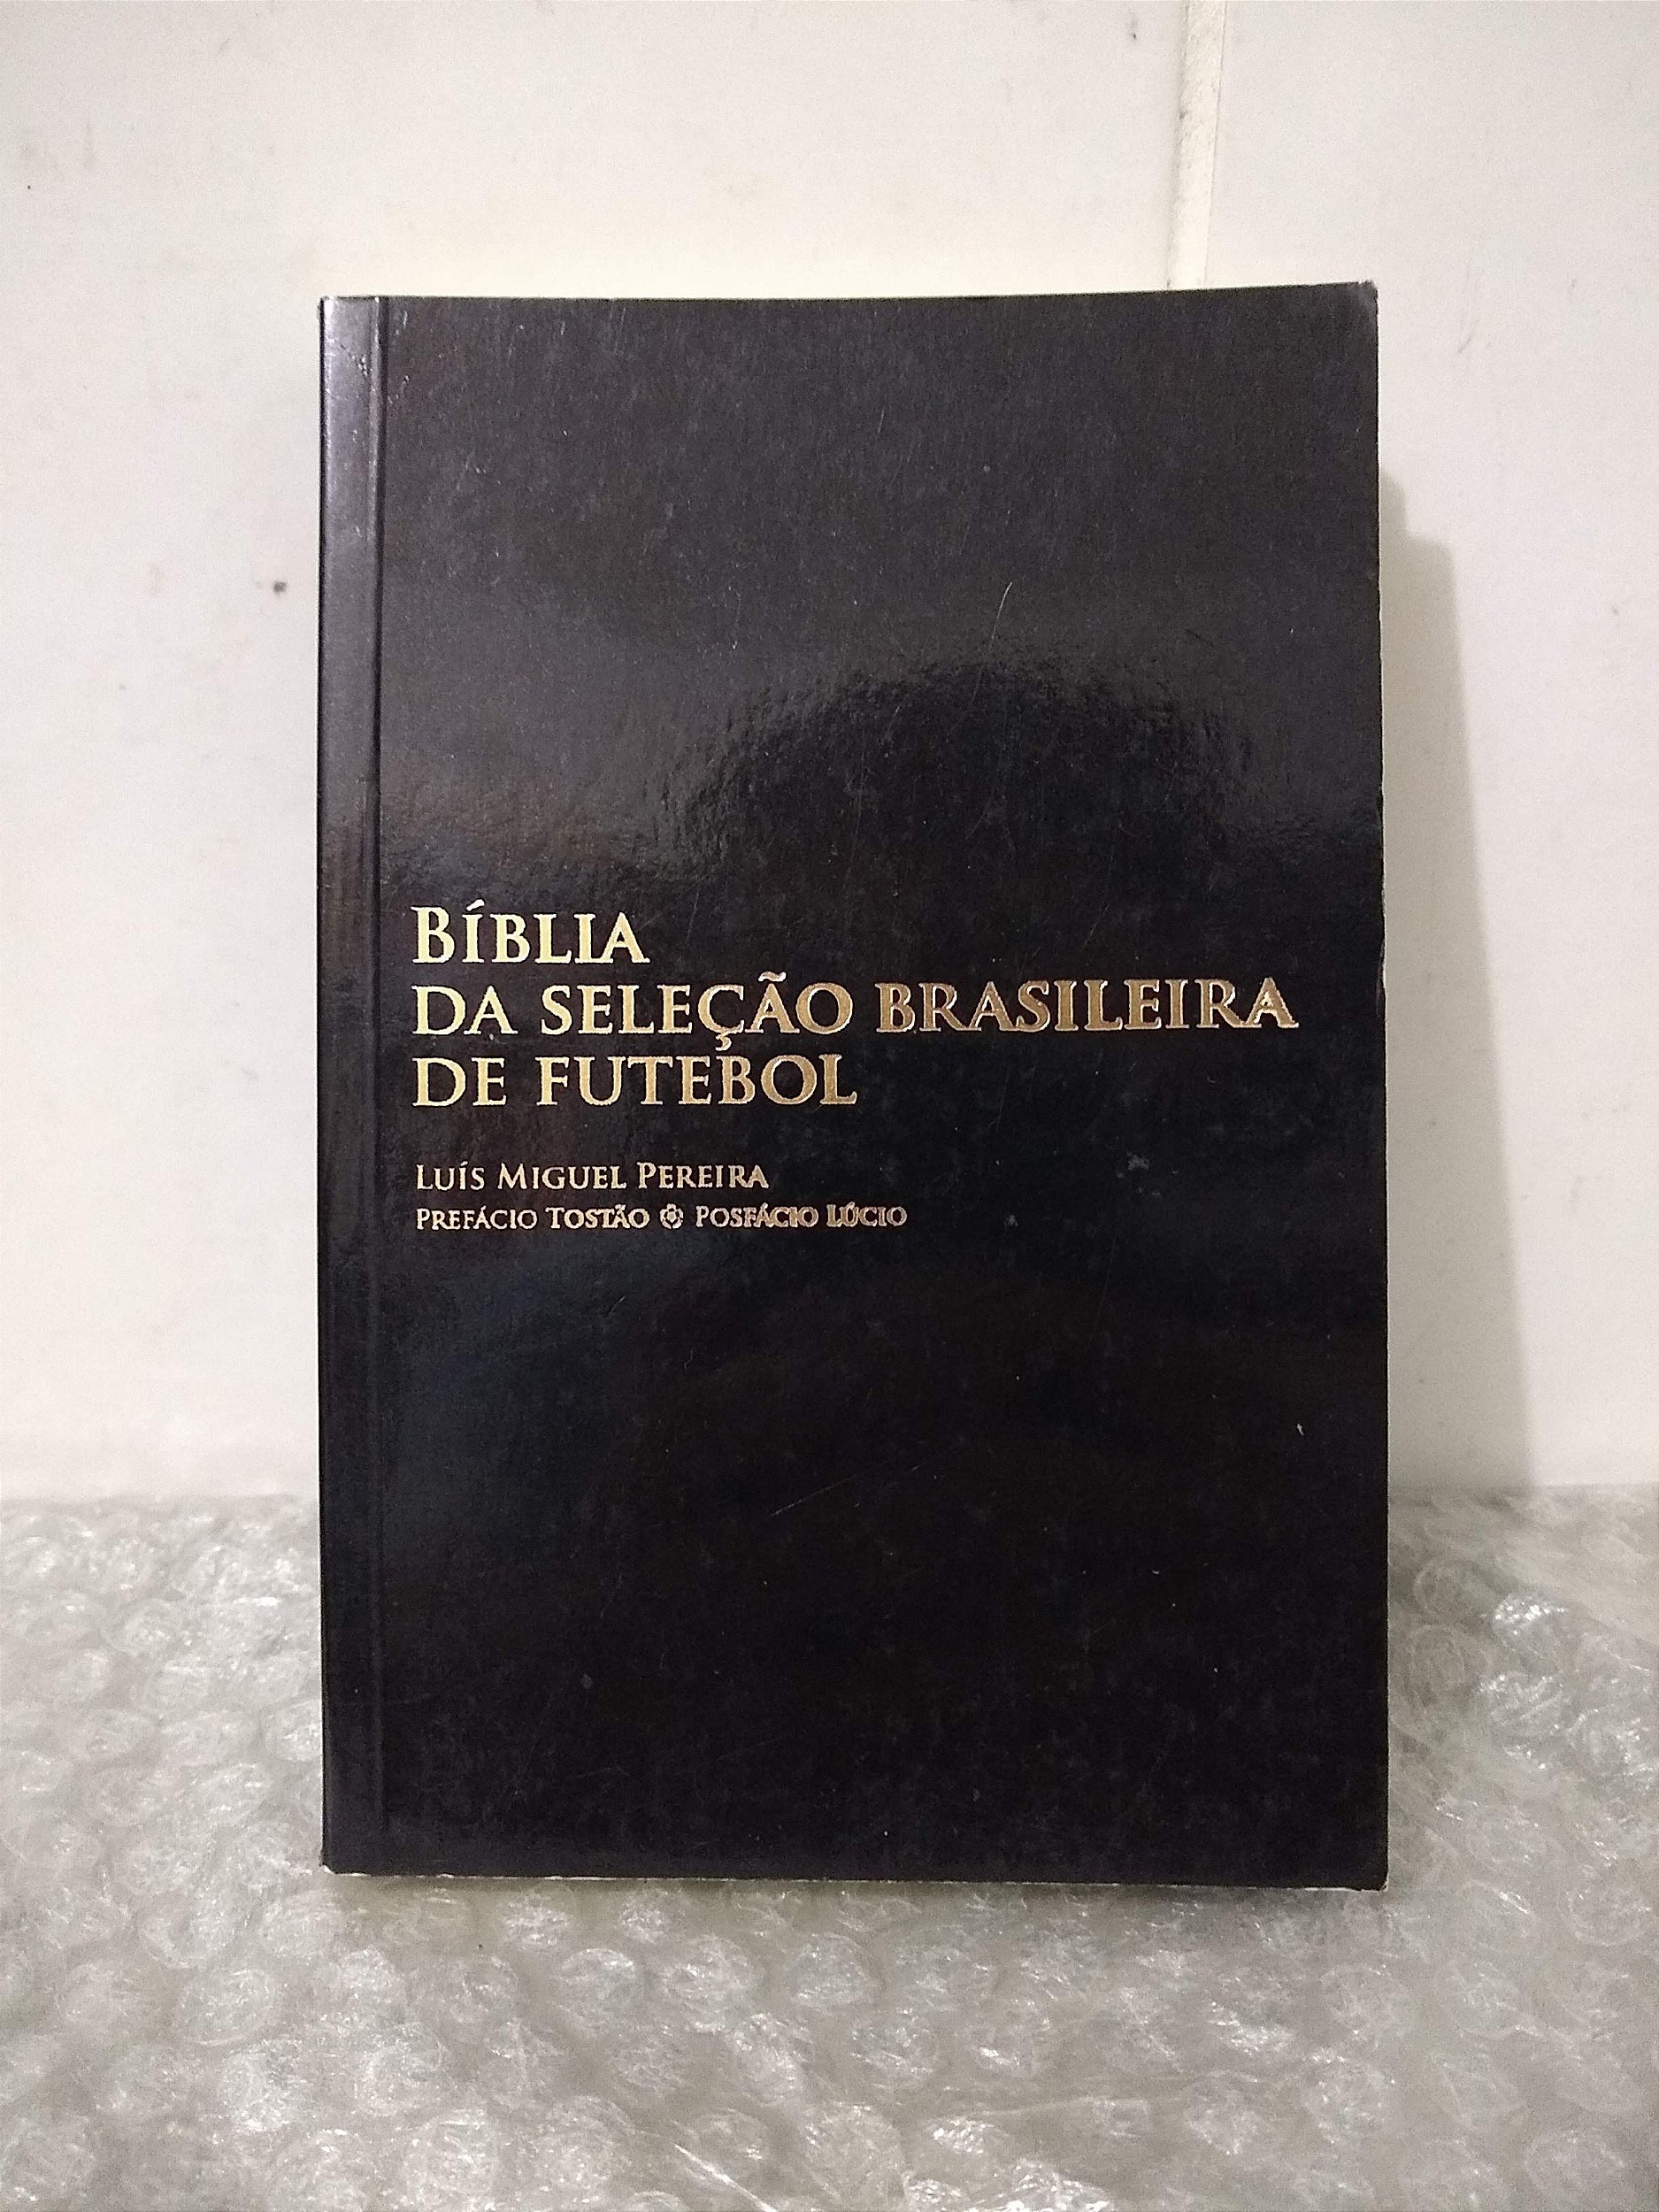 BÍBLIA
DA SELEÇÃO BRASILEIRA
DE FUTEBOL
LUÍS MIGUEL PEREIRA
PREFÁCIO TOSTÃO POSFÁCIO LÚCIO